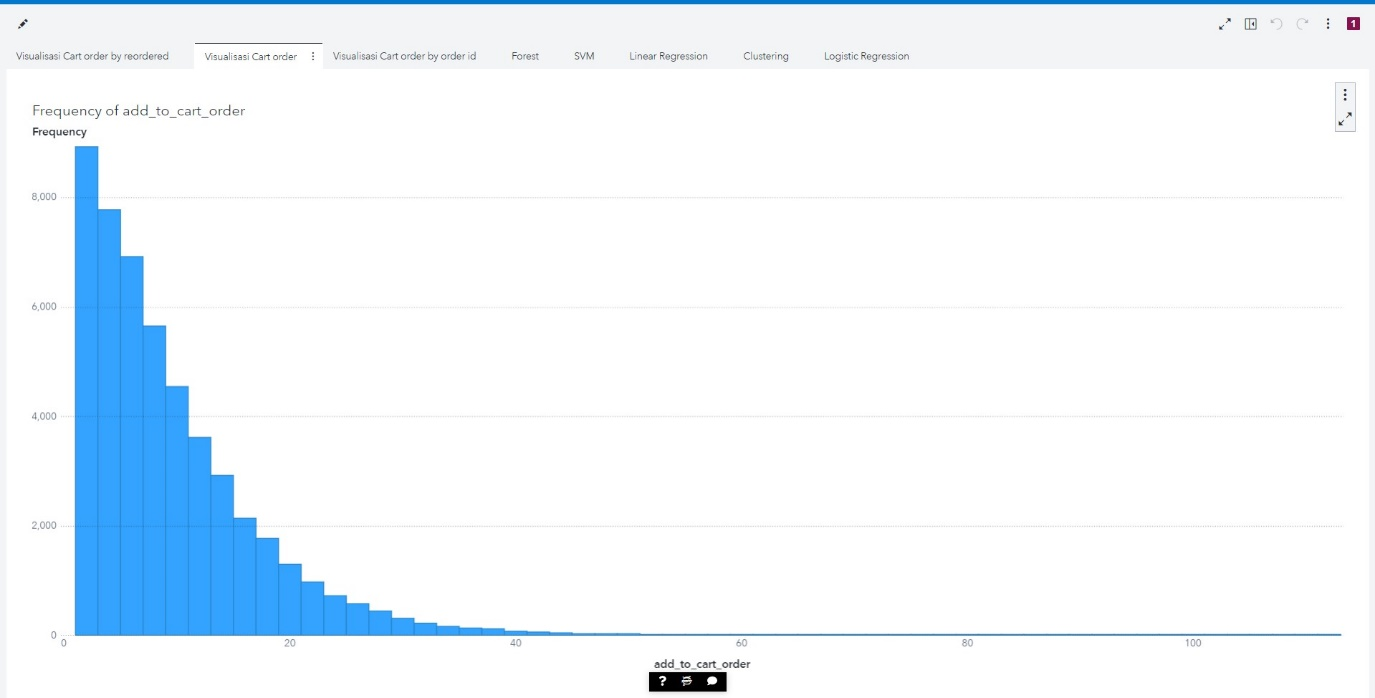 1
Visualisasi Cart order by reordered Visualisasi Cart order Visualisasi Cart order by order id Forest SVM Linear Regression Clustering Logistic Regression
Frequency of add_to_cart_order
Frequency
8,000
6,000
4,000
2,000
0
0 20 40 60 80 100
add_to_cart_order
?